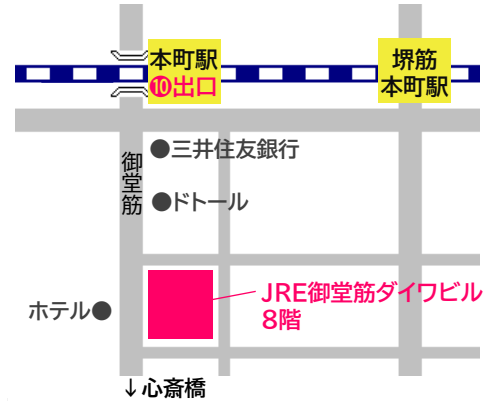 本町駅
❿出口
堺筋
本町駅
●三井住友銀行
御堂筋
●ドトール
JRE御堂筋ダイワビル
8階
ホテル●
↓心斎橋